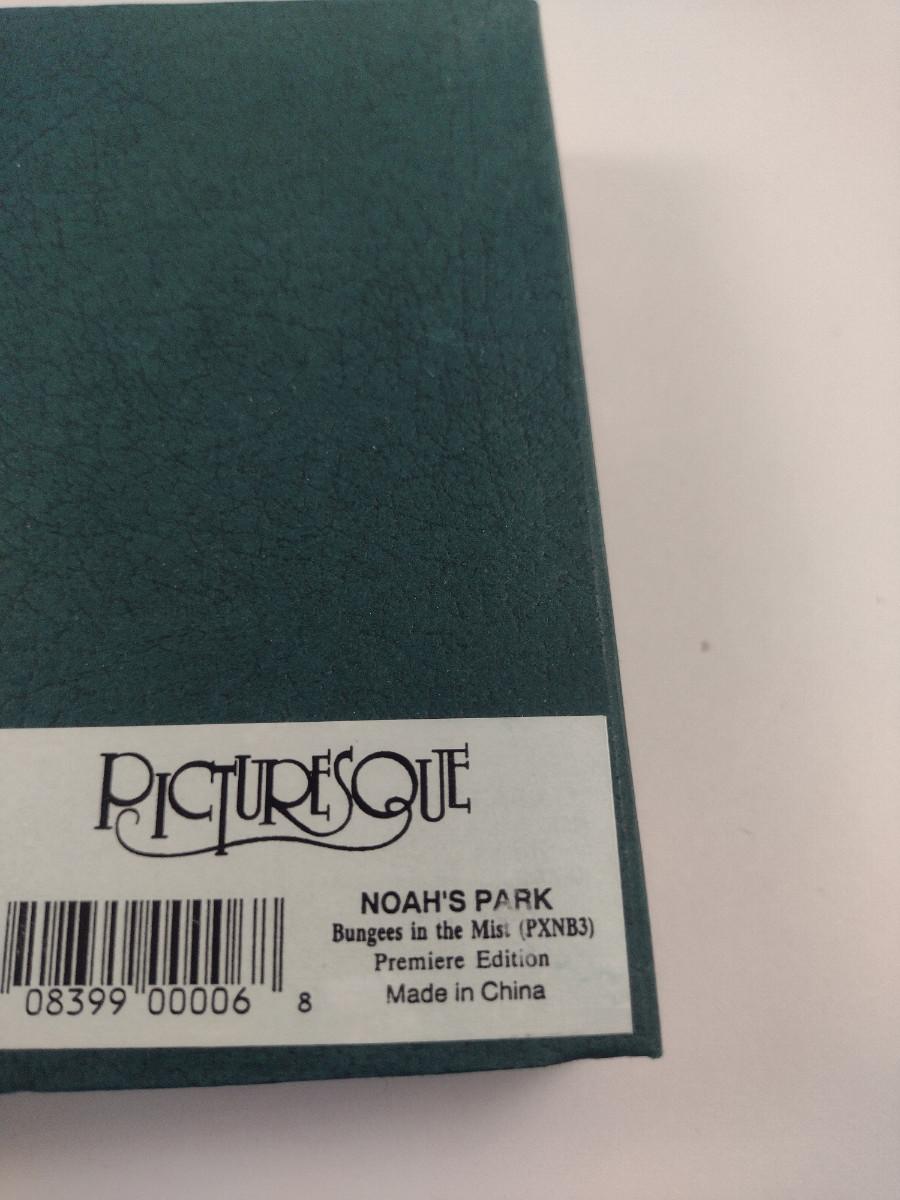 PICTURESQUE
NOAH'S PARK
Bungees in the Mist (PXNB3)
Premiere Edition
Made in China
08399 00006 8